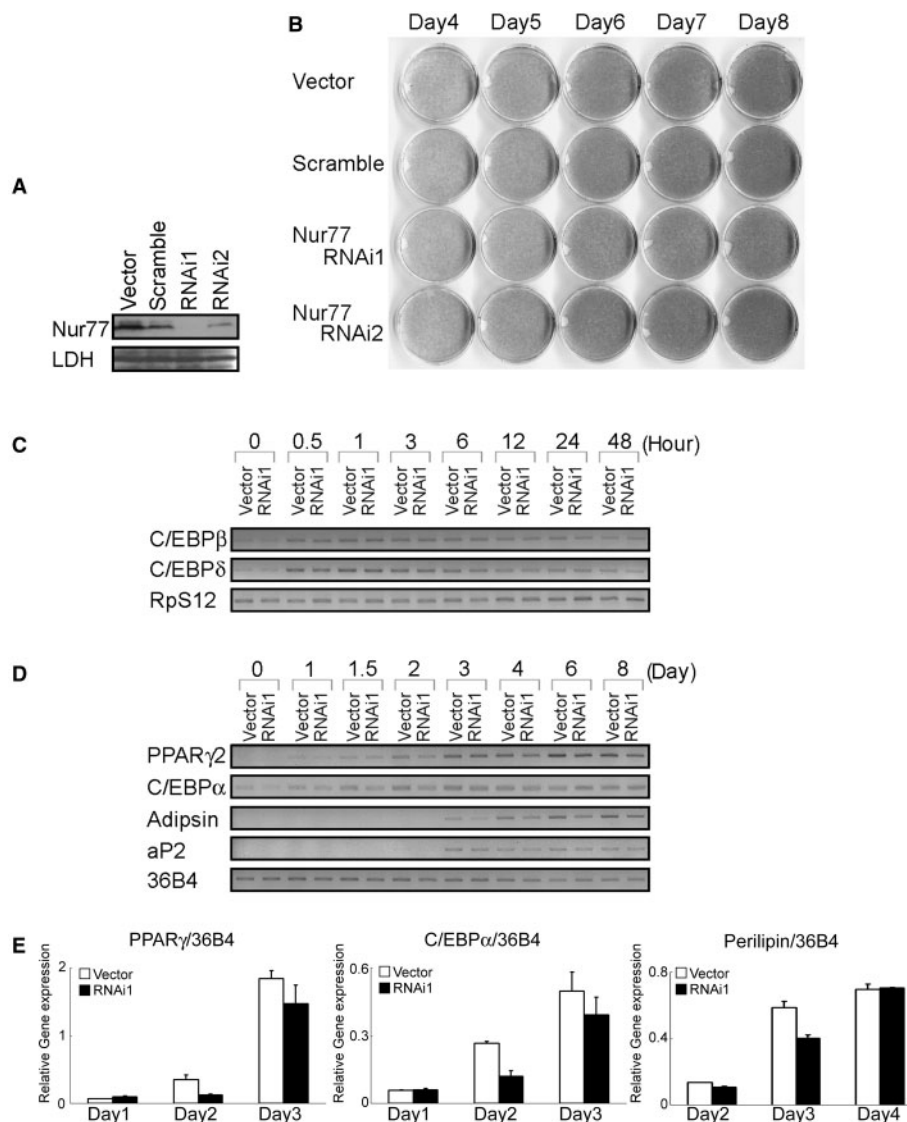 A
Vector Scramble RNAi1 RNAi2
Nur77
LDH
B
Day4 Day5 Day6 Day7 Day8
Vector
Scramble
Nur77
RNAi1
Nur77
RNAi2
C
0 0.5 1 3 6 12 24 48 (Hour)
Vector RNAi1 Vector RNAi1 Vector RNAi1 Vector RNAi1 Vector RNAi1 Vector RNAi1 Vector RNAi1 Vector RNAi1
C/EBPβ
C/EBPδ
RpS12
D
0 1 1.5 2 3 4 6 8 (Day)
Vector RNAi1 Vector RNAi1 Vector RNAi1 Vector RNAi1 Vector RNAi1 Vector RNAi1 Vector RNAi1 Vector RNAi1
PPARγ2
C/EBPα
Adipsin
aP2
36B4
E
PPARγ/36B4
Relative Gene expression
2
1
0
Vector
RNAi1
Day1 Day2 Day3
C/EBPα/36B4
Relative Gene expression
0.6
0.3
0
Vector
RNAi1
Day1 Day2 Day3
Perilipin/36B4
Relative Gene expression
0.8
0.4
0
Vector
RNAi1
Day2 Day3 Day4